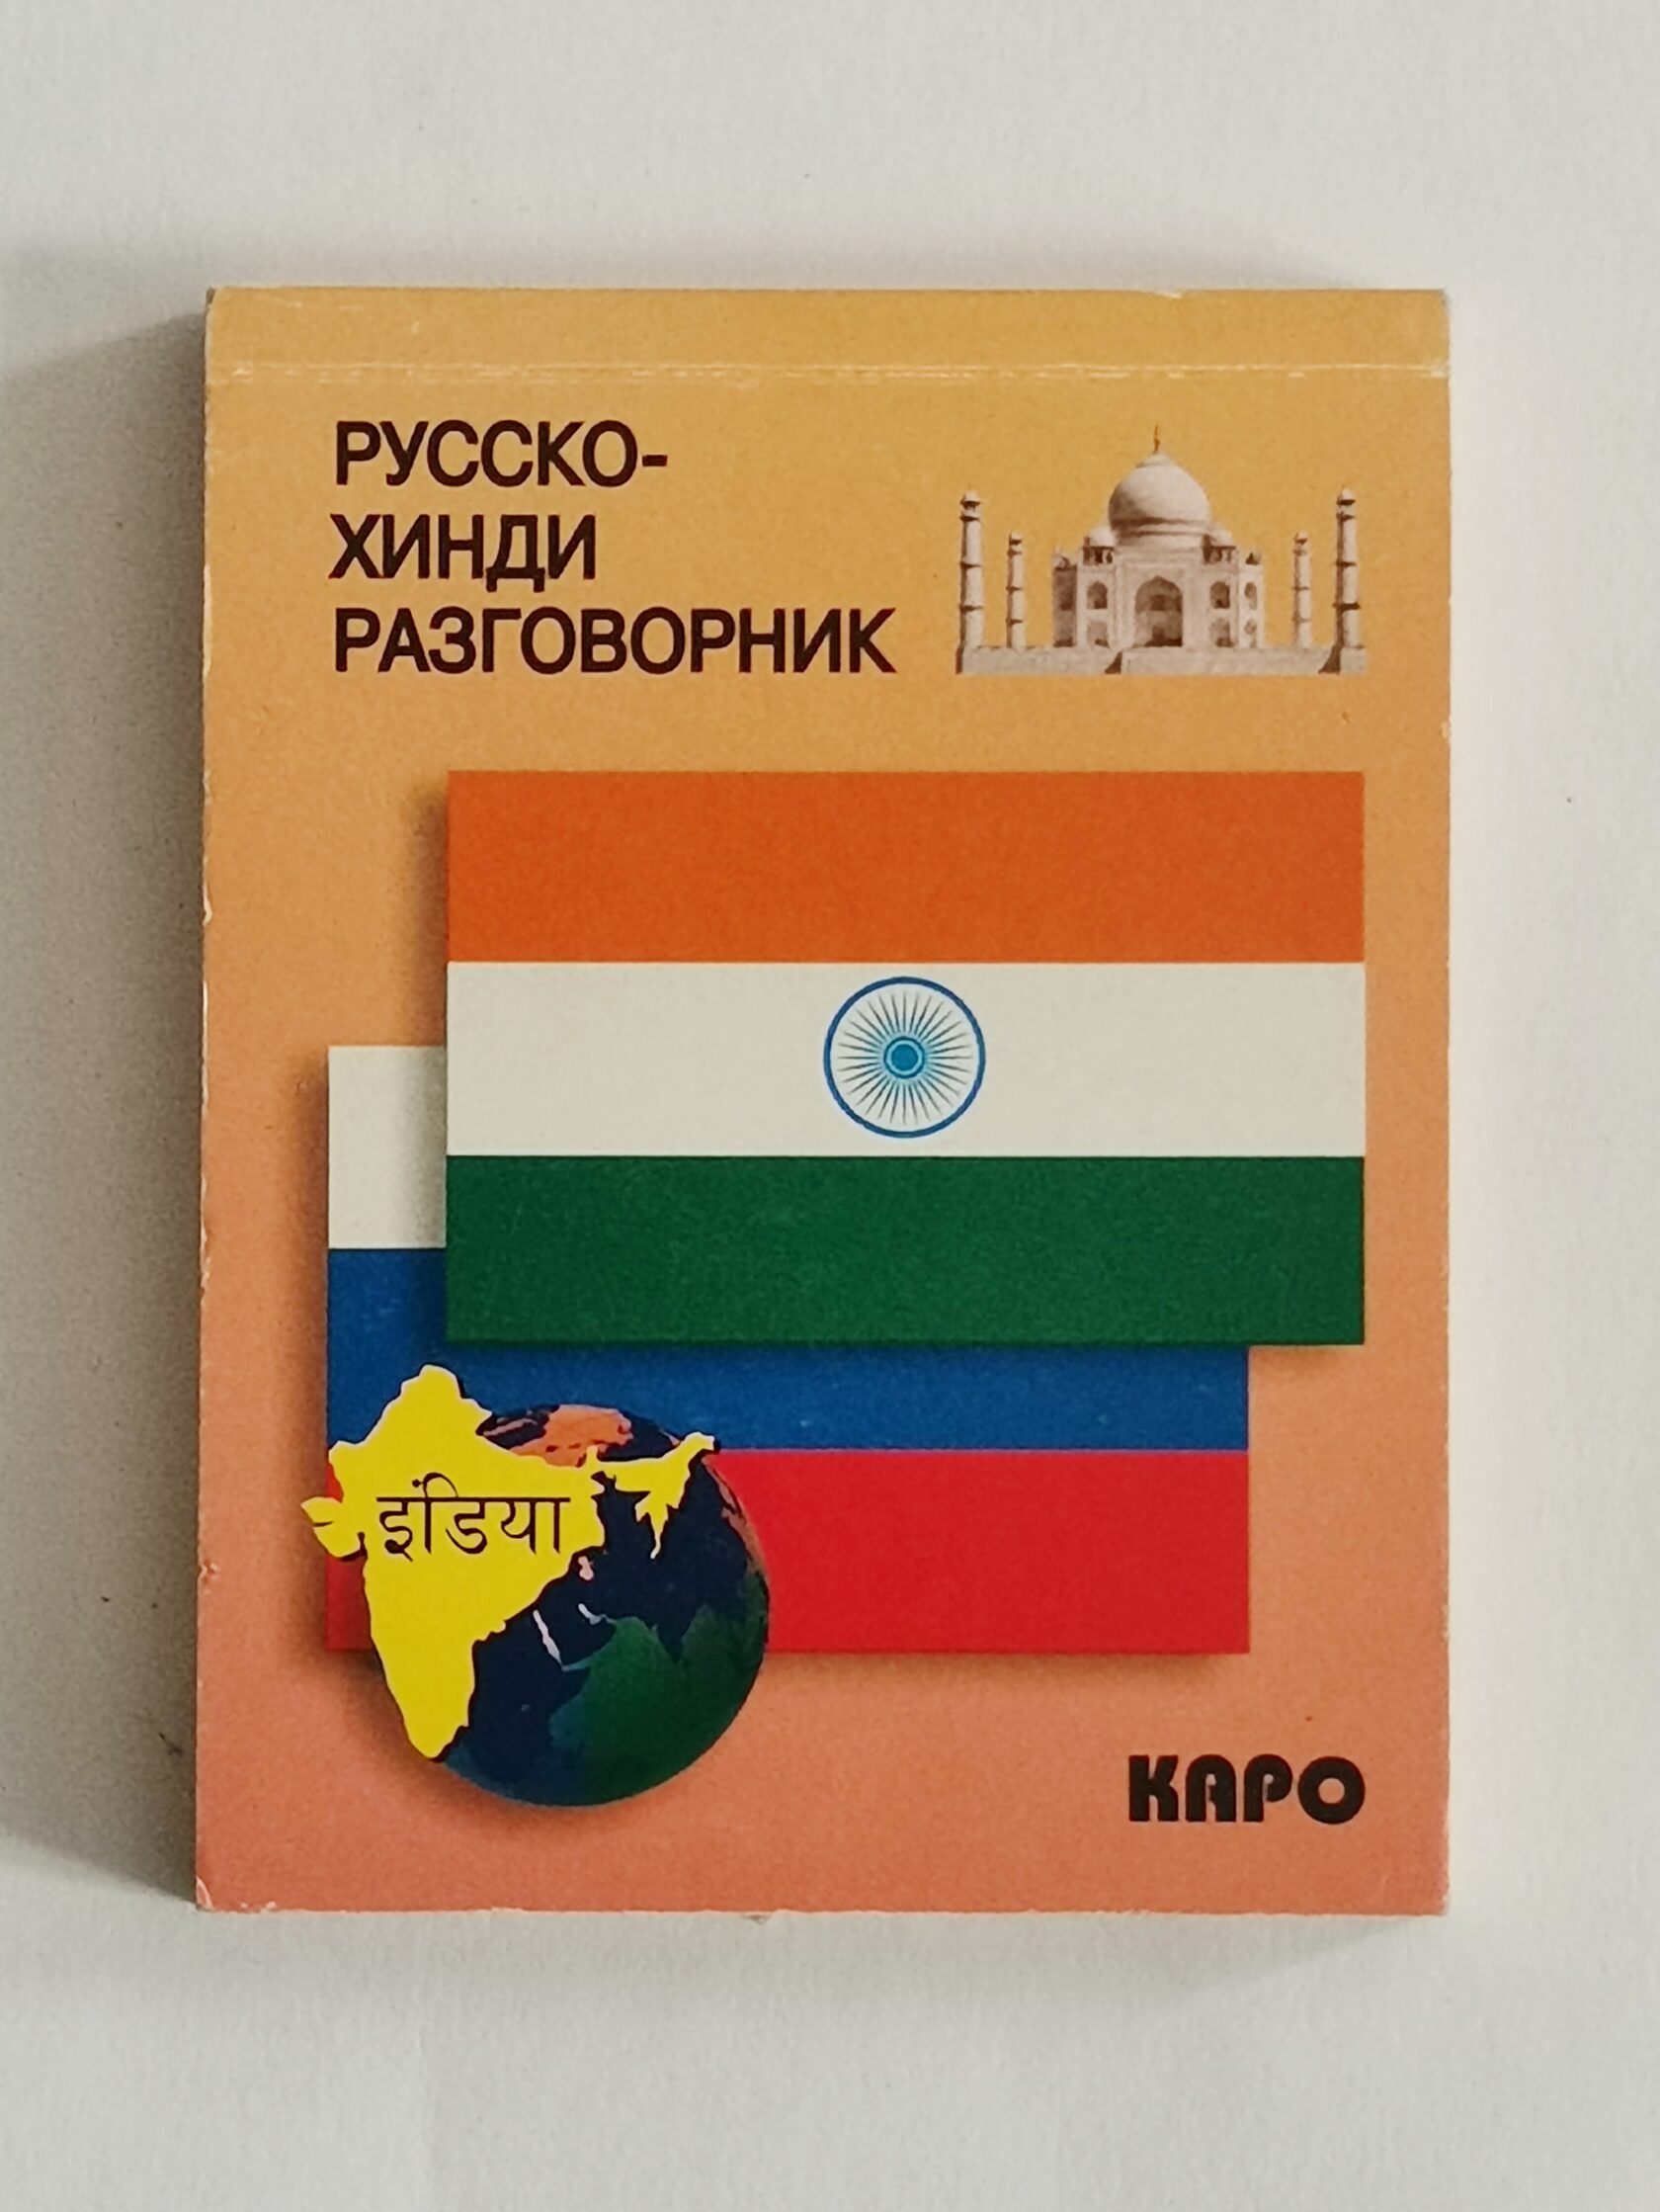 РУССКО-
ХИНДИ
РАЗГОВОРНИК
इंडिया
КАРО